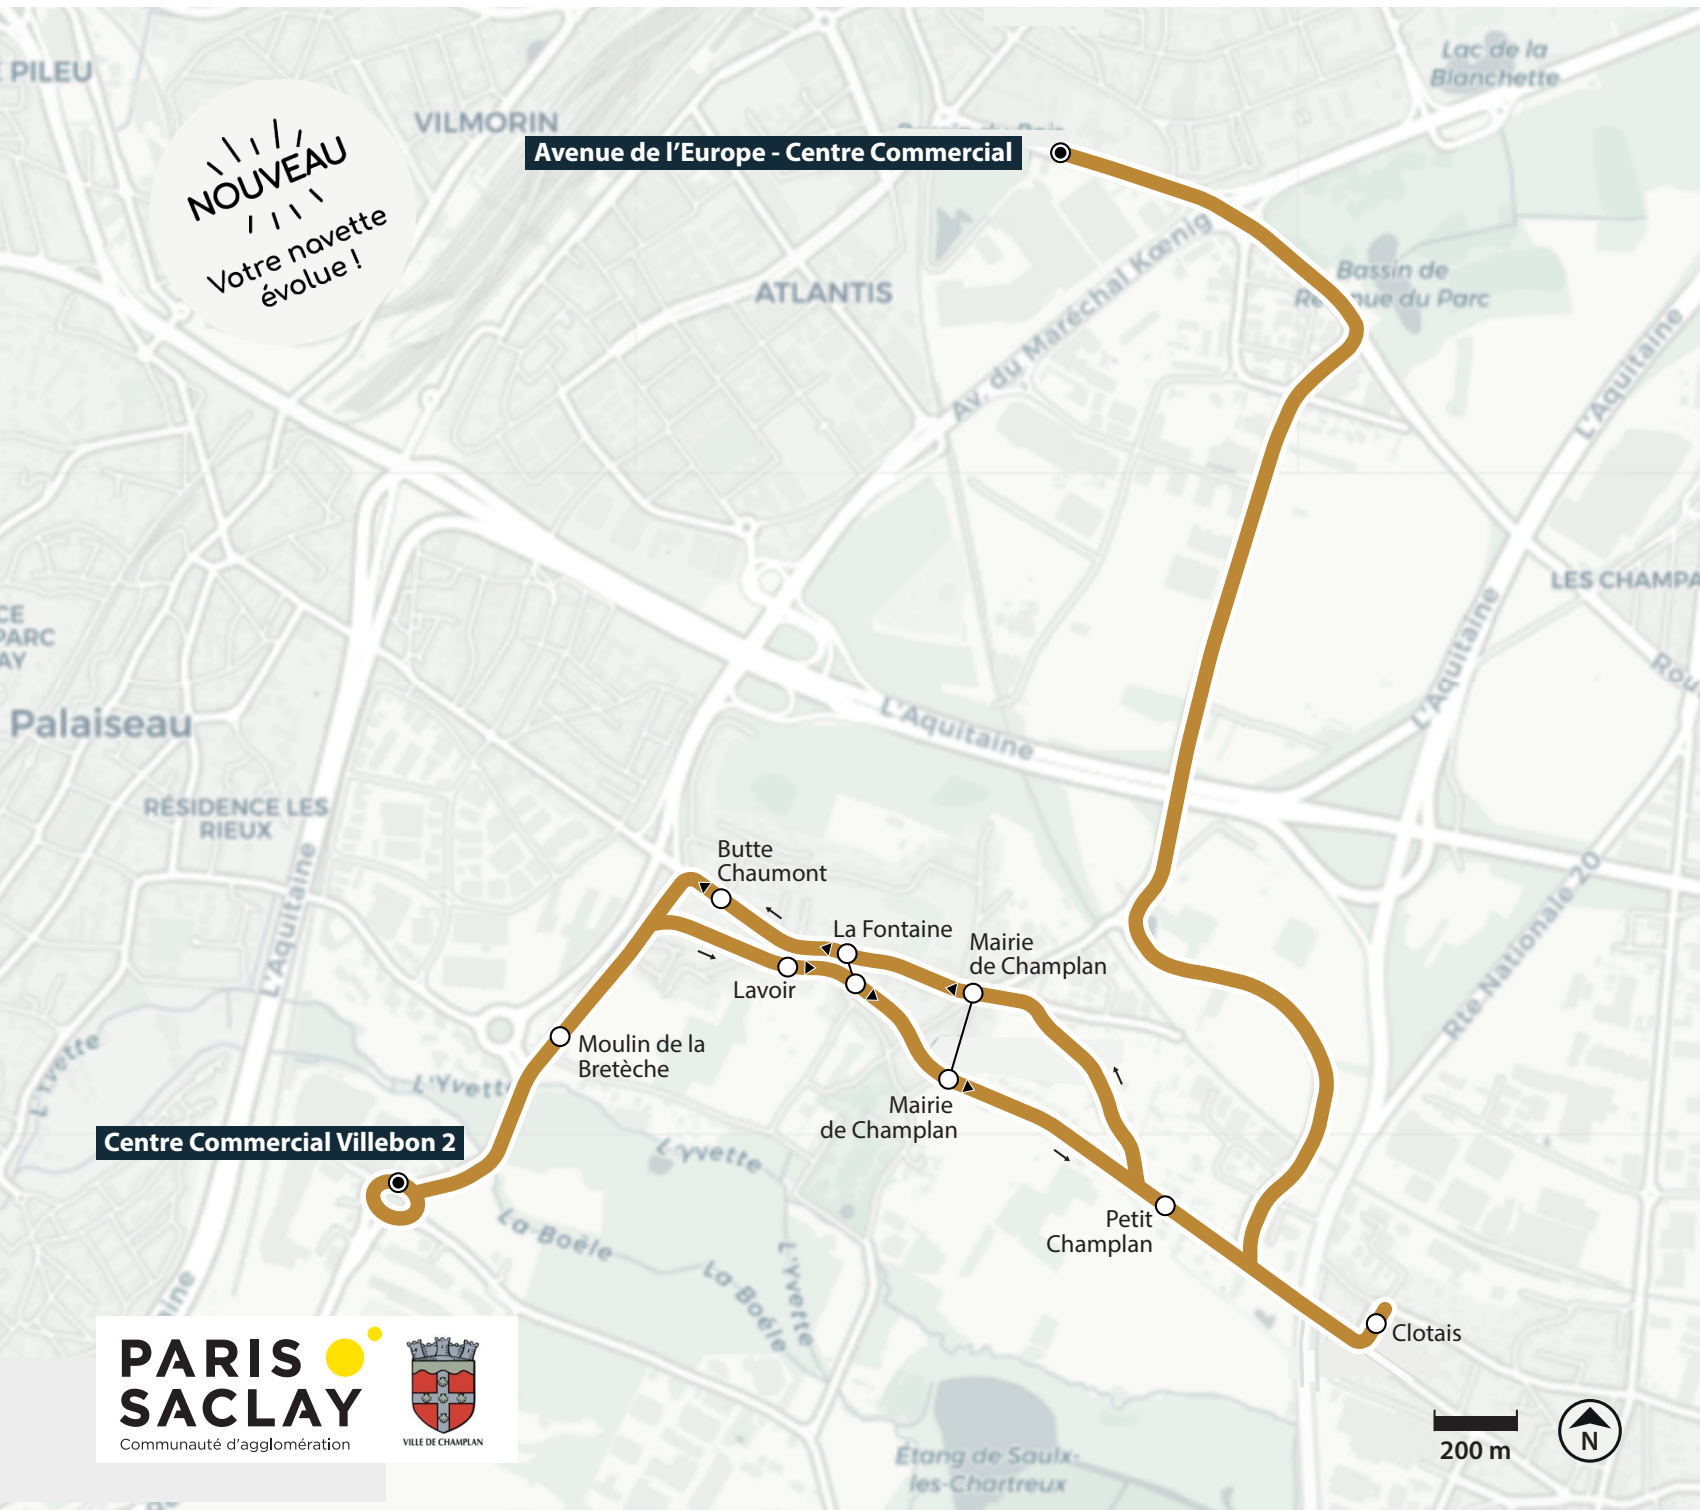 Lac de la
Blanchette
PILEU
VILMORIN
NOUVEAU
Votre navette
évolue !
Avenue de l'Europe - Centre Commercial
Av. du Maréchal Kœnig
ATLANTIS
Bassin de
Retenue du Parc
L'Aquitaine
LES CHAMPA
L'Aquitaine
PARC
Palaiseau
L'Aquitaine
RÉSIDENCE LES
RIEUX
L'Aquitaine
Rte Nationale 20
Butte
Chaumont
La Fontaine
Mairie
de Champlan
Lavoir
Moulin de la
Bretèche
L'Yvette
L'Yvette
Mairie
de Champlan
Centre Commercial Villebon 2
L'Yvette
Petit
Champlan
La Boële
La Boële
L'Yvette
Clotais
PARIS
SACLAY
Communauté d'agglomération
VILLE DE CHAMPLAN
Étang de Saulx-
les-Chartreux
200 m
N